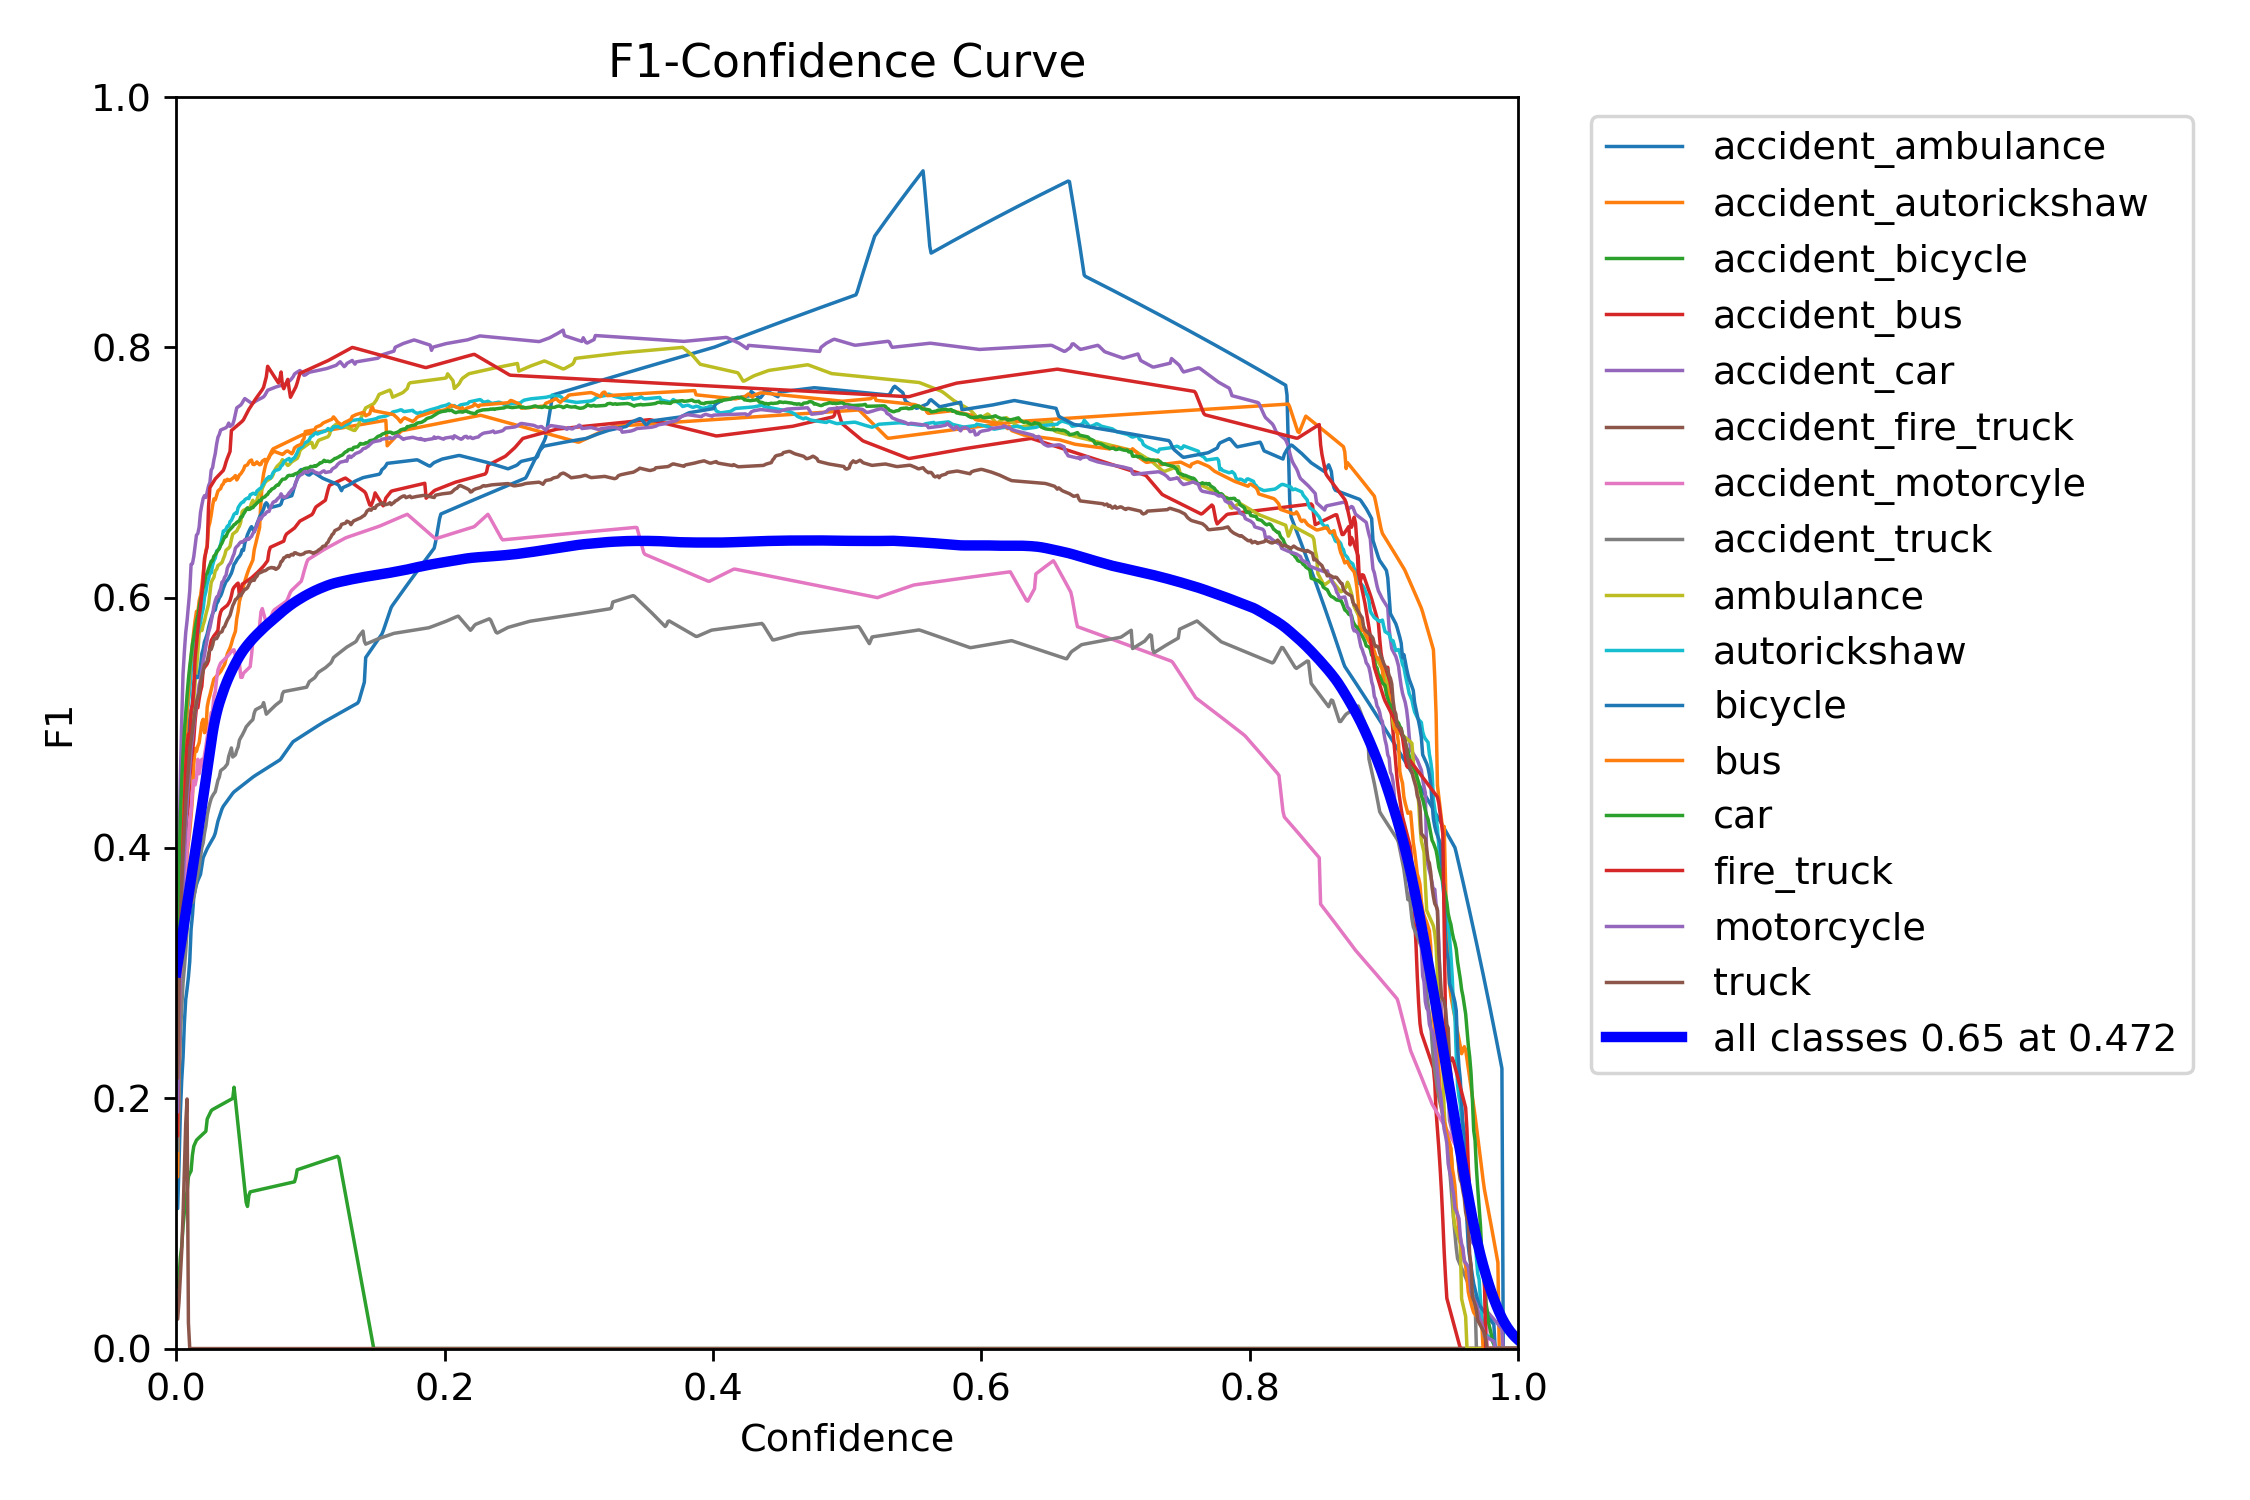 F1-Confidence Curve
1.0
0.8
0.6
0.4
0.2
0.0
F1
0.0 0.2 0.4 0.6 0.8 1.0
Confidence
accident_ambulance
accident_autorickshaw
accident_bicycle
accident_bus
accident_car
accident_fire_truck
accident_motorcyle
accident_truck
ambulance
autorickshaw
bicycle
bus
car
fire_truck
motorcycle
truck
all classes 0.65 at 0.472